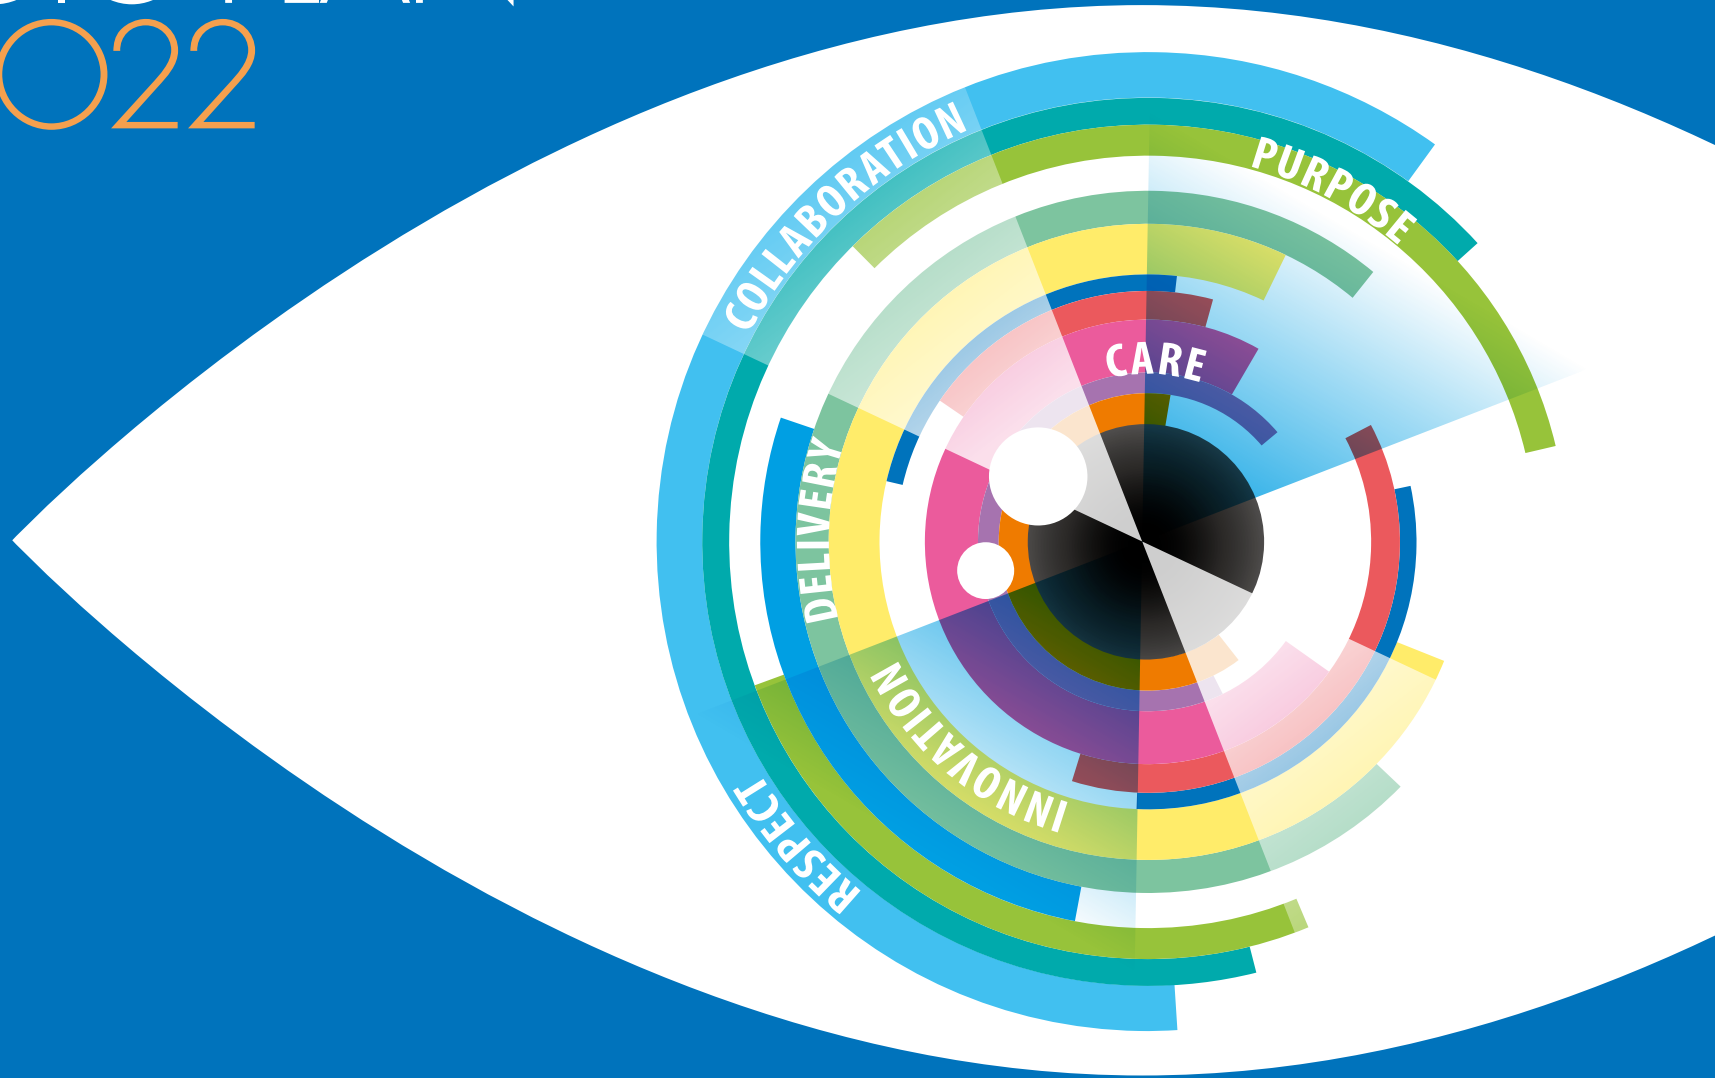 022
COLLABORATION
PURPOSE
CARE
DELIVERY
INNOVATION
RESPECT